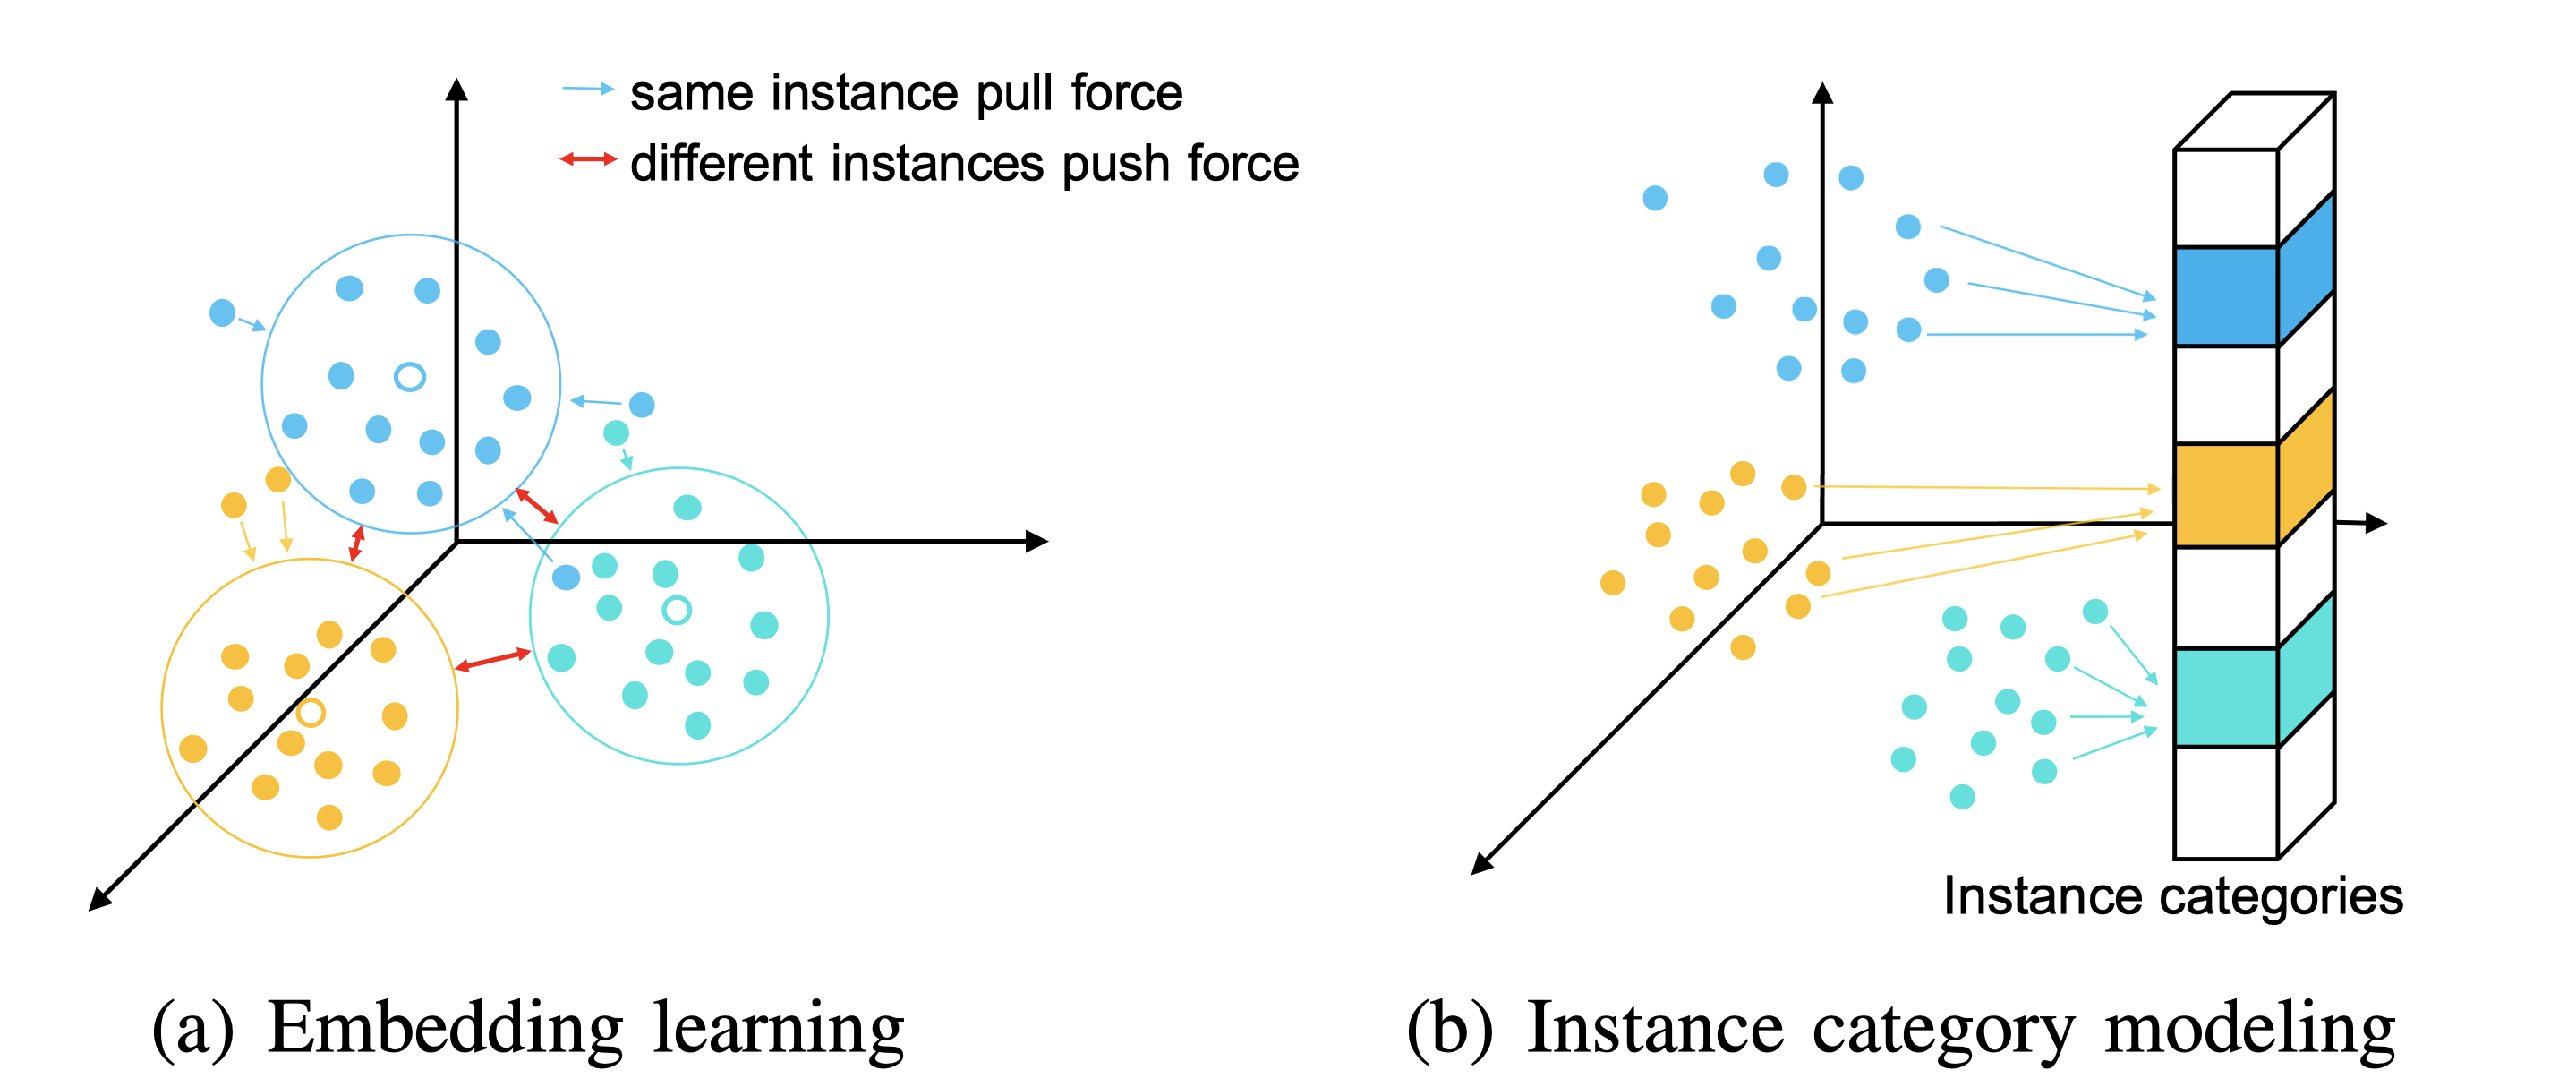 same instance pull force
different instances push force
Instance categories
(a) Embedding learning
(b) Instance category modeling